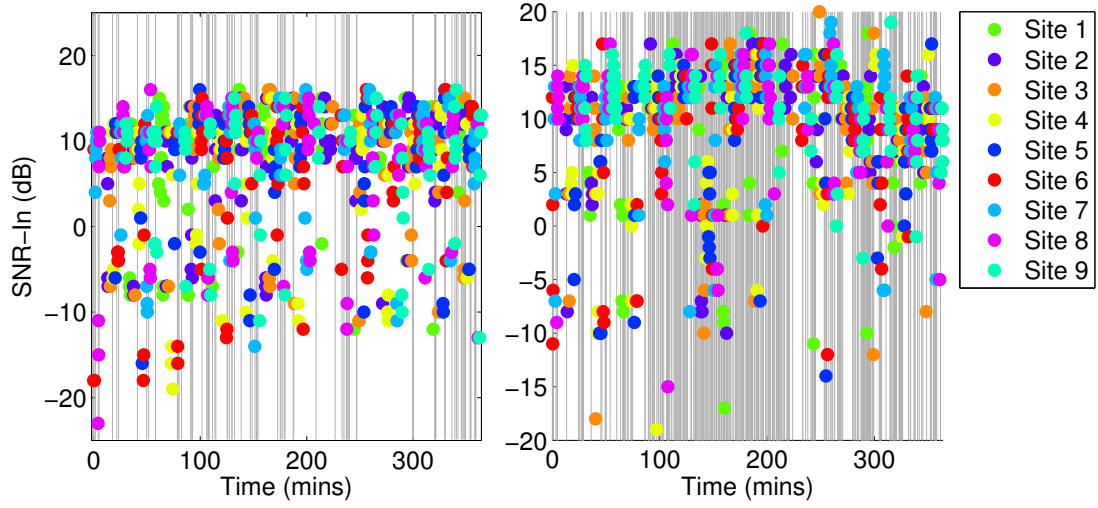 SNR−In (dB)
20
10
0
−10
−20
0
100
200
300
Time (mins)
20
15
10
5
0
−5
−10
−15
−20
0
100
200
300
Time (mins)
Site 1
Site 2
Site 3
Site 4
Site 5
Site 6
Site 7
Site 8
Site 9